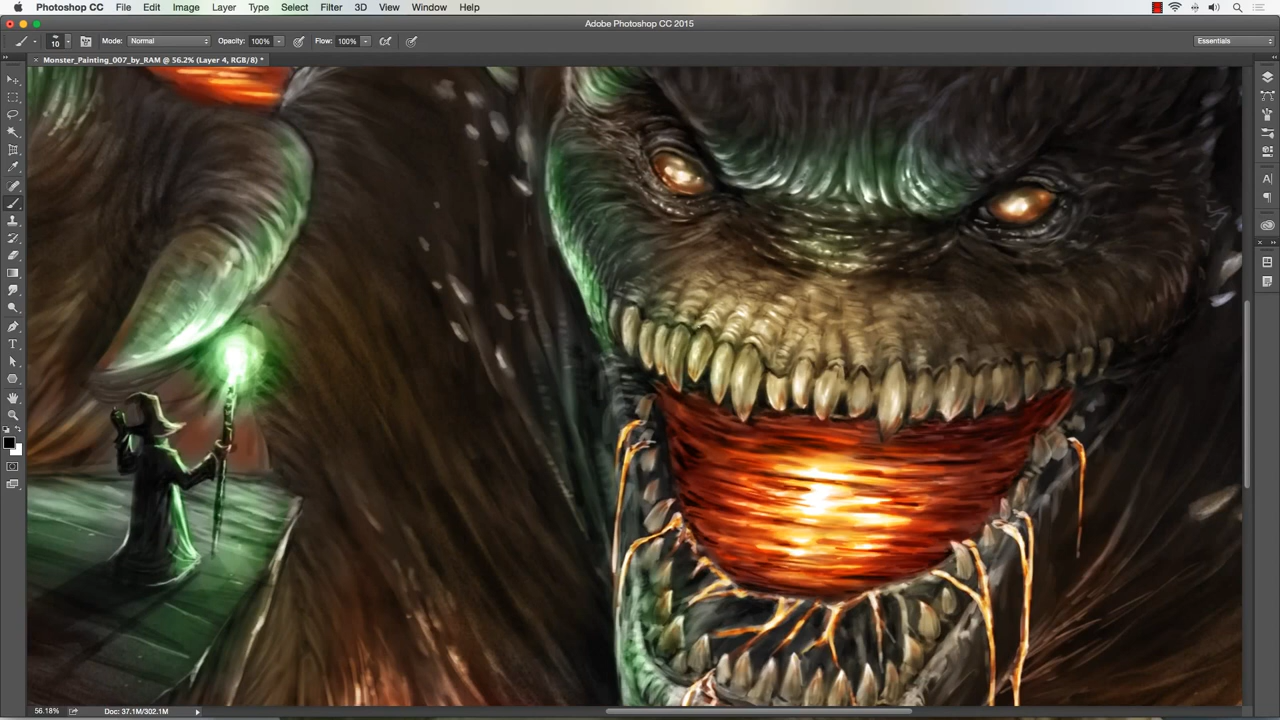 Photoshop CC File Edit Image Layer Type Select Filter 3D View Window Help
Adobe Photoshop CC 2015
10 Mode: Normal Opacity: 100% Flow: 100% Essentials
× Monster_Painting_007_by_RAM @ 56.2% (Layer 4, RGB/8) *
56.18% Doc: 37.1M/302.1M